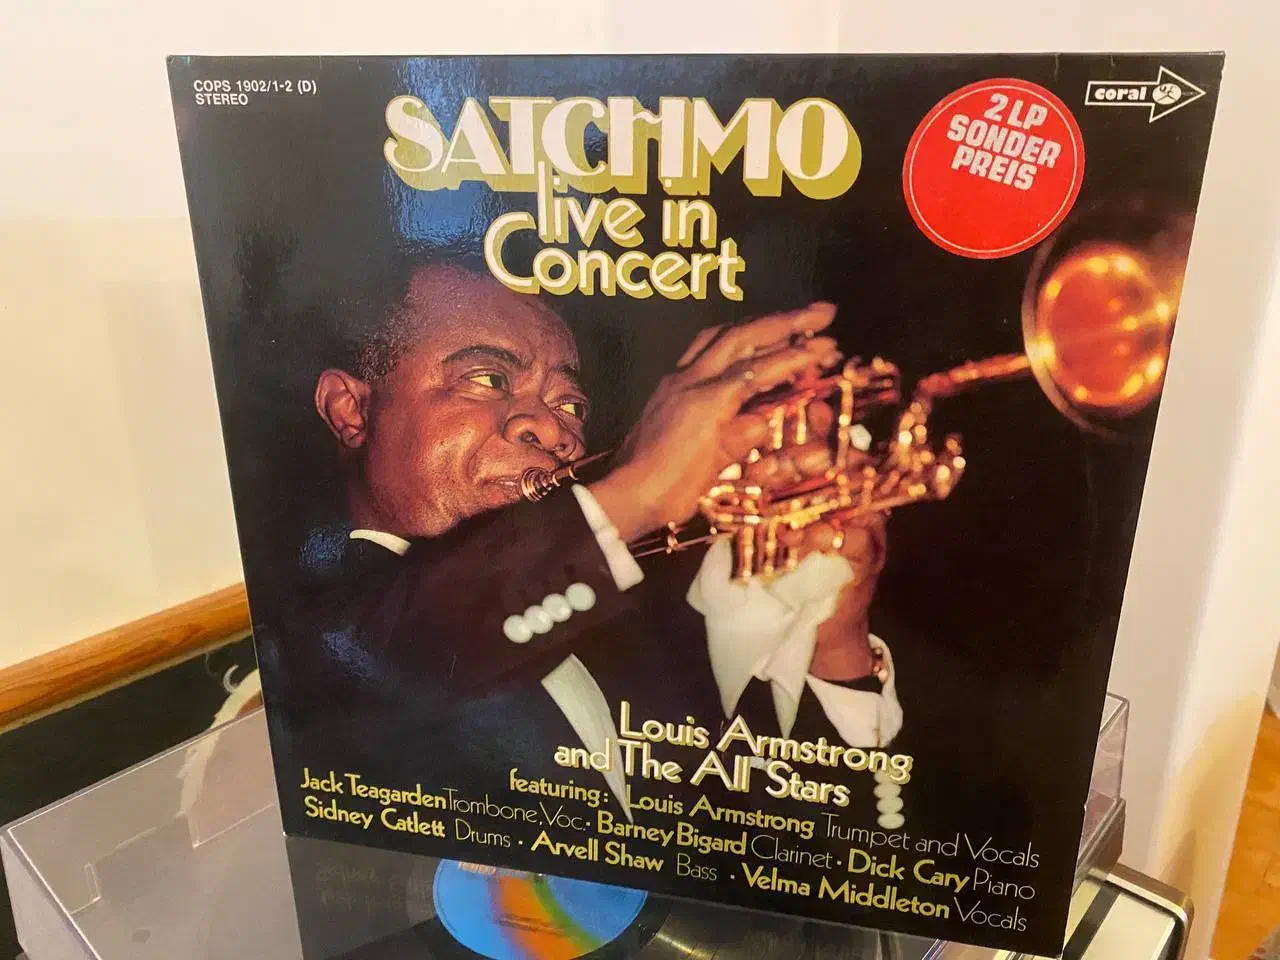 COPS 1902/1-2 (D)
STEREO
SATCHMO
live in
Concert
2 LP
SONDER
PREIS
coral
Louis Armstrong
and The All Stars
featuring: Louis Armstrong Trumpet and Vocals
Jack Teagarden Trombone, Voc. · Barney Bigard Clarinet · Dick Cary Piano
Sidney Catlett Drums · Arvell Shaw Bass · Velma Middleton Vocals